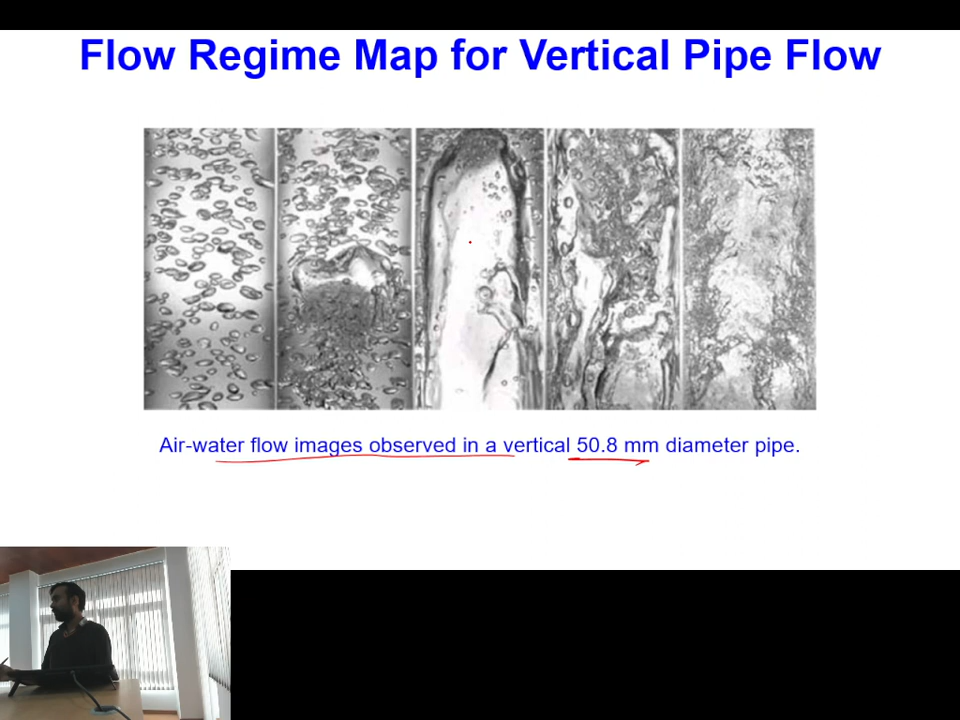 Flow Regime Map for Vertical Pipe Flow
Air-water flow images observed in a vertical 50.8 mm diameter pipe.